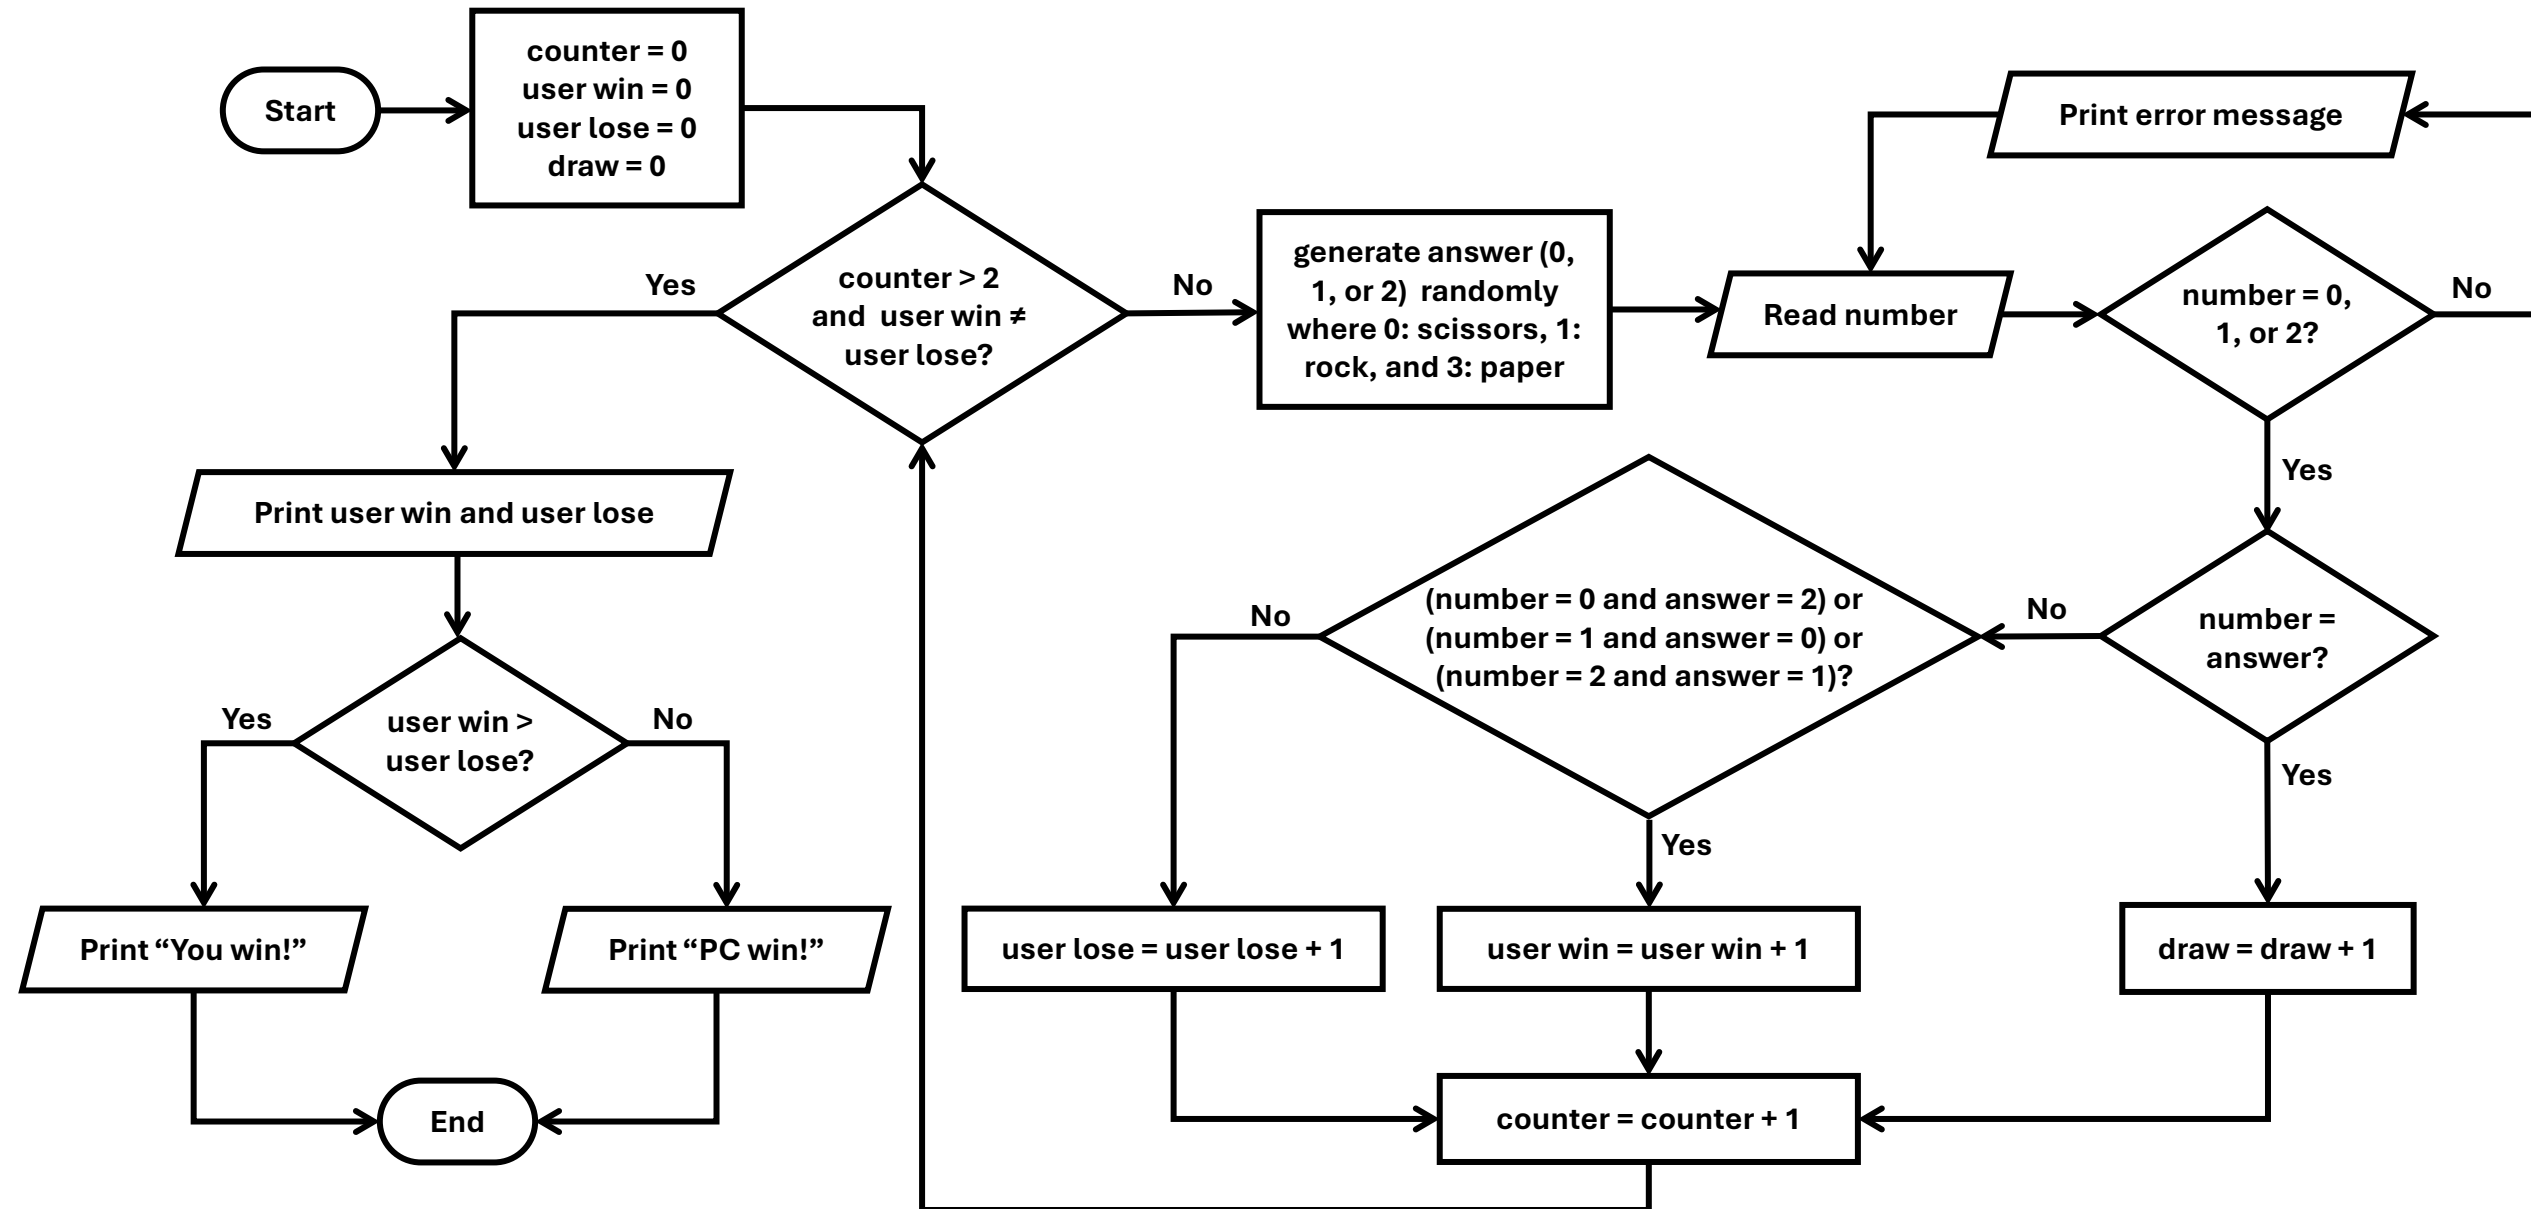 Start
counter = 0
user win = 0
user lose = 0
draw = 0
Print error message
counter > 2
and user win ≠
user lose?
Yes
No
generate answer (0,
1, or 2) randomly
where 0: scissors, 1:
rock, and 3: paper
Read number
number = 0,
1, or 2?
No
Yes
Print user win and user lose
(number = 0 and answer = 2) or
(number = 1 and answer = 0) or
(number = 2 and answer = 1)?
No
No
number =
answer?
Yes
Yes
user win >
user lose?
Yes
No
Print “You win!”
Print “PC win!”
user lose = user lose + 1
user win = user win + 1
draw = draw + 1
End
counter = counter + 1